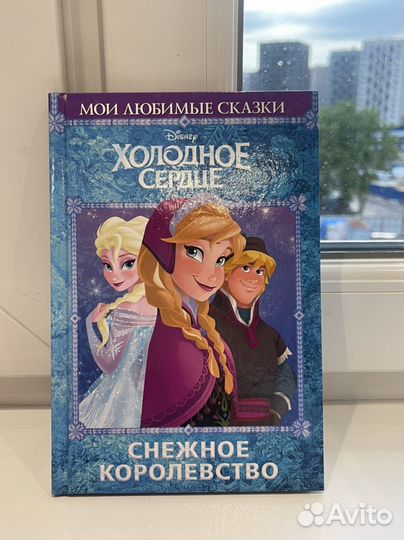 МОИ ЛЮБИМЫЕ СКАЗКИ
Disney
ХОЛОДНОЕ
СЕРДЦЕ
СНЕЖНОЕ
КОРОЛЕВСТВО
Avito